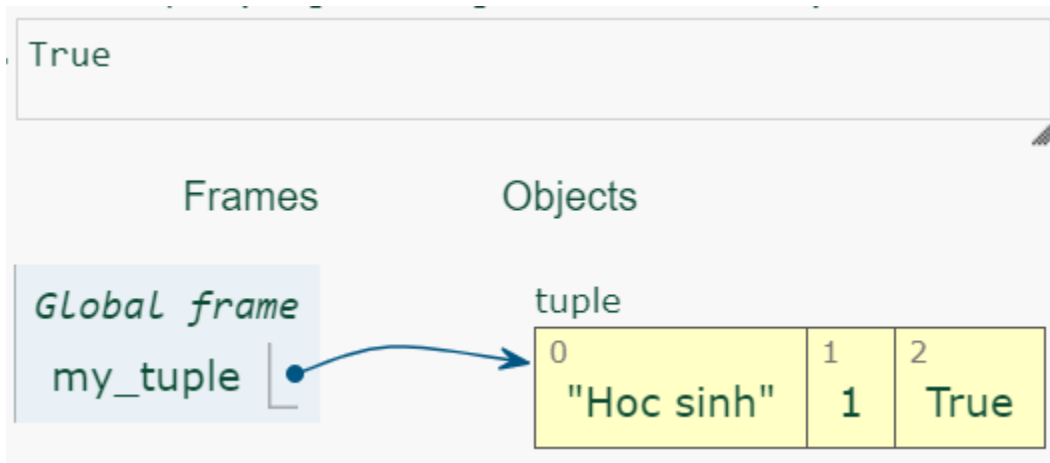 True
Frames Objects
Global frame
tuple
my_tuple
0 1 2
"Hoc sinh" 1 True